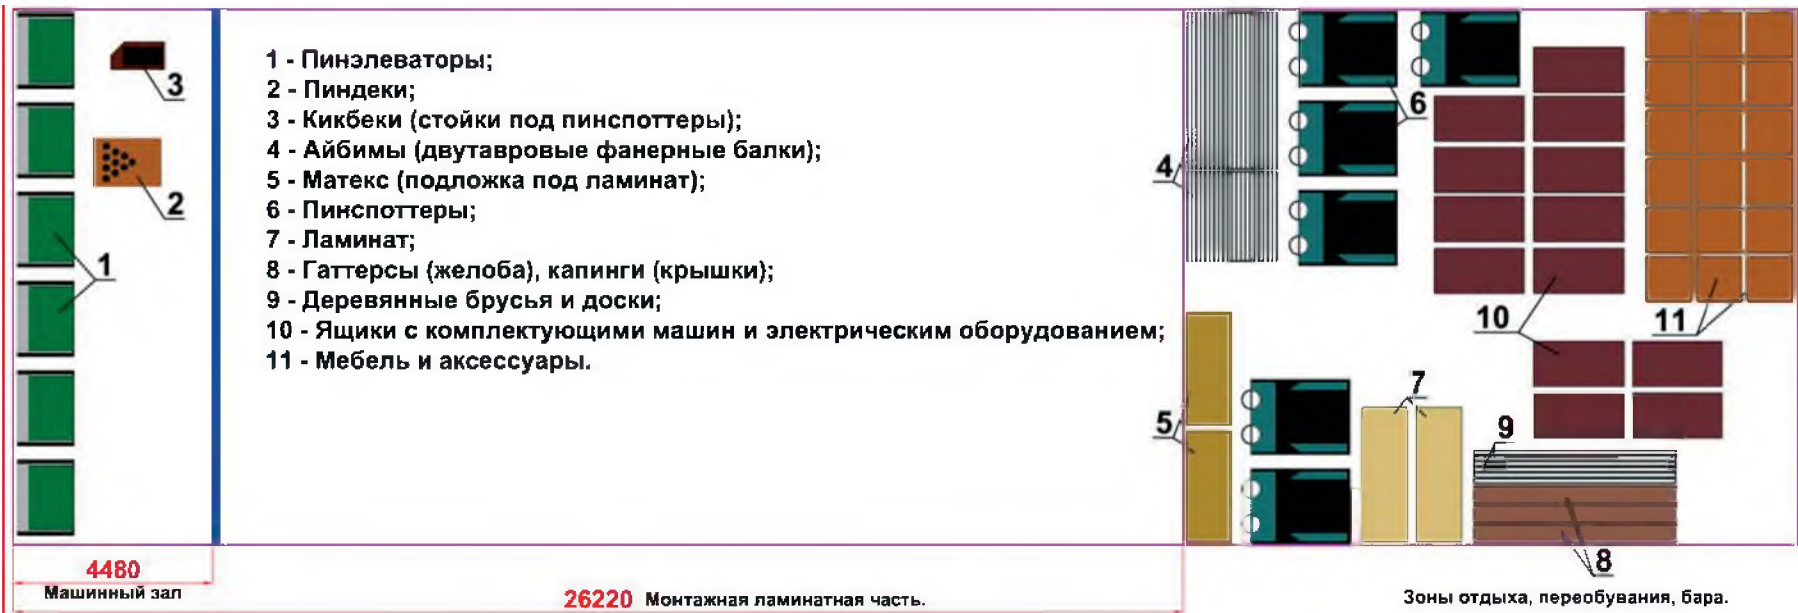 1 - Пинэлеваторы;
2 - Пиндеки;
3 - Кикбеки (стойки под пинспоттеры);
4 - Айбимы (двутавровые фанерные балки);
5 - Матекс (подложка под ламинат);
6 - Пинспоттеры;
7 - Ламинат;
8 - Гаттерсы (желоба), капинги (крышки);
9 - Деревянные брусья и доски;
10 - Ящики с комплектующими машин и электрическим оборудованием;
11 - Мебель и аксессуары.
3
2
1
4
5
6
7
10
11
9
8
4480
Машинный зал
26220 Монтажная ламинатная часть.
Зоны отдыха, переобувания, бара.